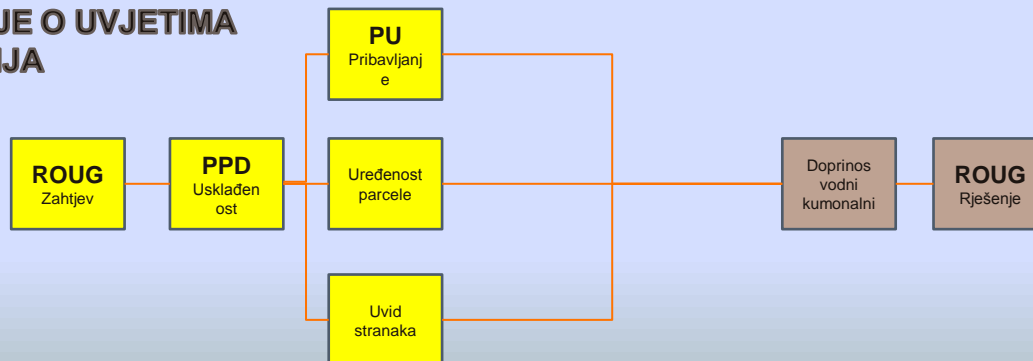 JE O UVJETIMA
JA
PU
Pribavljanj
e
ROUG
Zahtjev
PPD
Usklađen
ost
Uređenost
parcele
Uvid
stranaka
Doprinos
vodni
kumonalni
ROUG
Rješenje